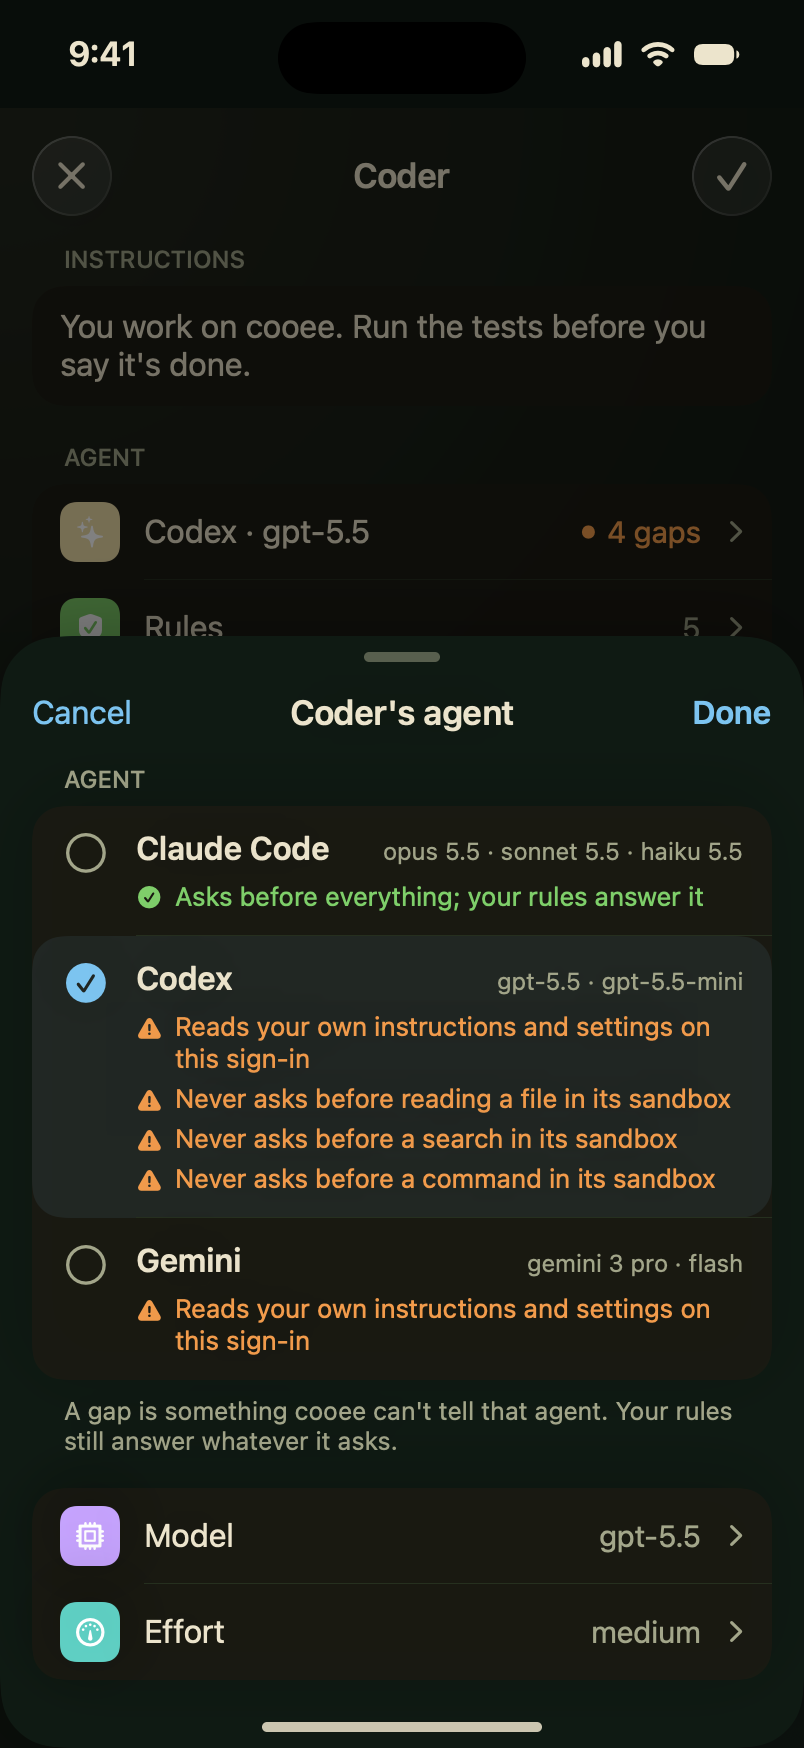 9:41
Coder
INSTRUCTIONS
You work on cooee. Run the tests before you
say it's done.
AGENT
Codex · gpt-5.5
4 gaps
Rules
5
Cancel
Coder's agent
Done
AGENT
Claude Code
opus 5.5 · sonnet 5.5 · haiku 5.5
Asks before everything; your rules answer it
Codex
gpt-5.5 · gpt-5.5-mini
Reads your own instructions and settings on
this sign-in
Never asks before reading a file in its sandbox
Never asks before a search in its sandbox
Never asks before a command in its sandbox
Gemini
gemini 3 pro · flash
Reads your own instructions and settings on
this sign-in
A gap is something cooee can't tell that agent. Your rules
still answer whatever it asks.
Model
gpt-5.5
Effort
medium